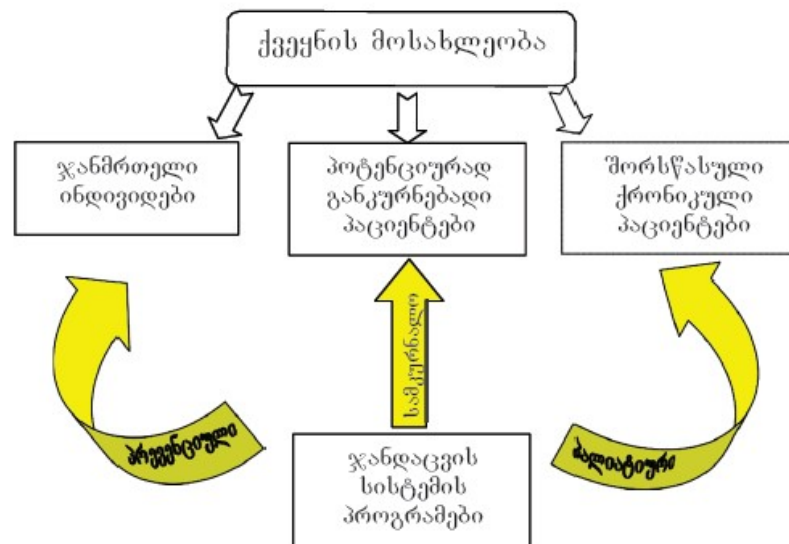 ქვეყნის მოსახლეობა
ჯანმრთელი
ინდივიდები
პოტენციურად
განკურნებადი
პაციენტები
შორსწასული
ქრონიკული
პაციენტები
პრევენციული
სამკურნალო
პალიატიური
ჯანდაცვის
სისტემის
პროგრამები